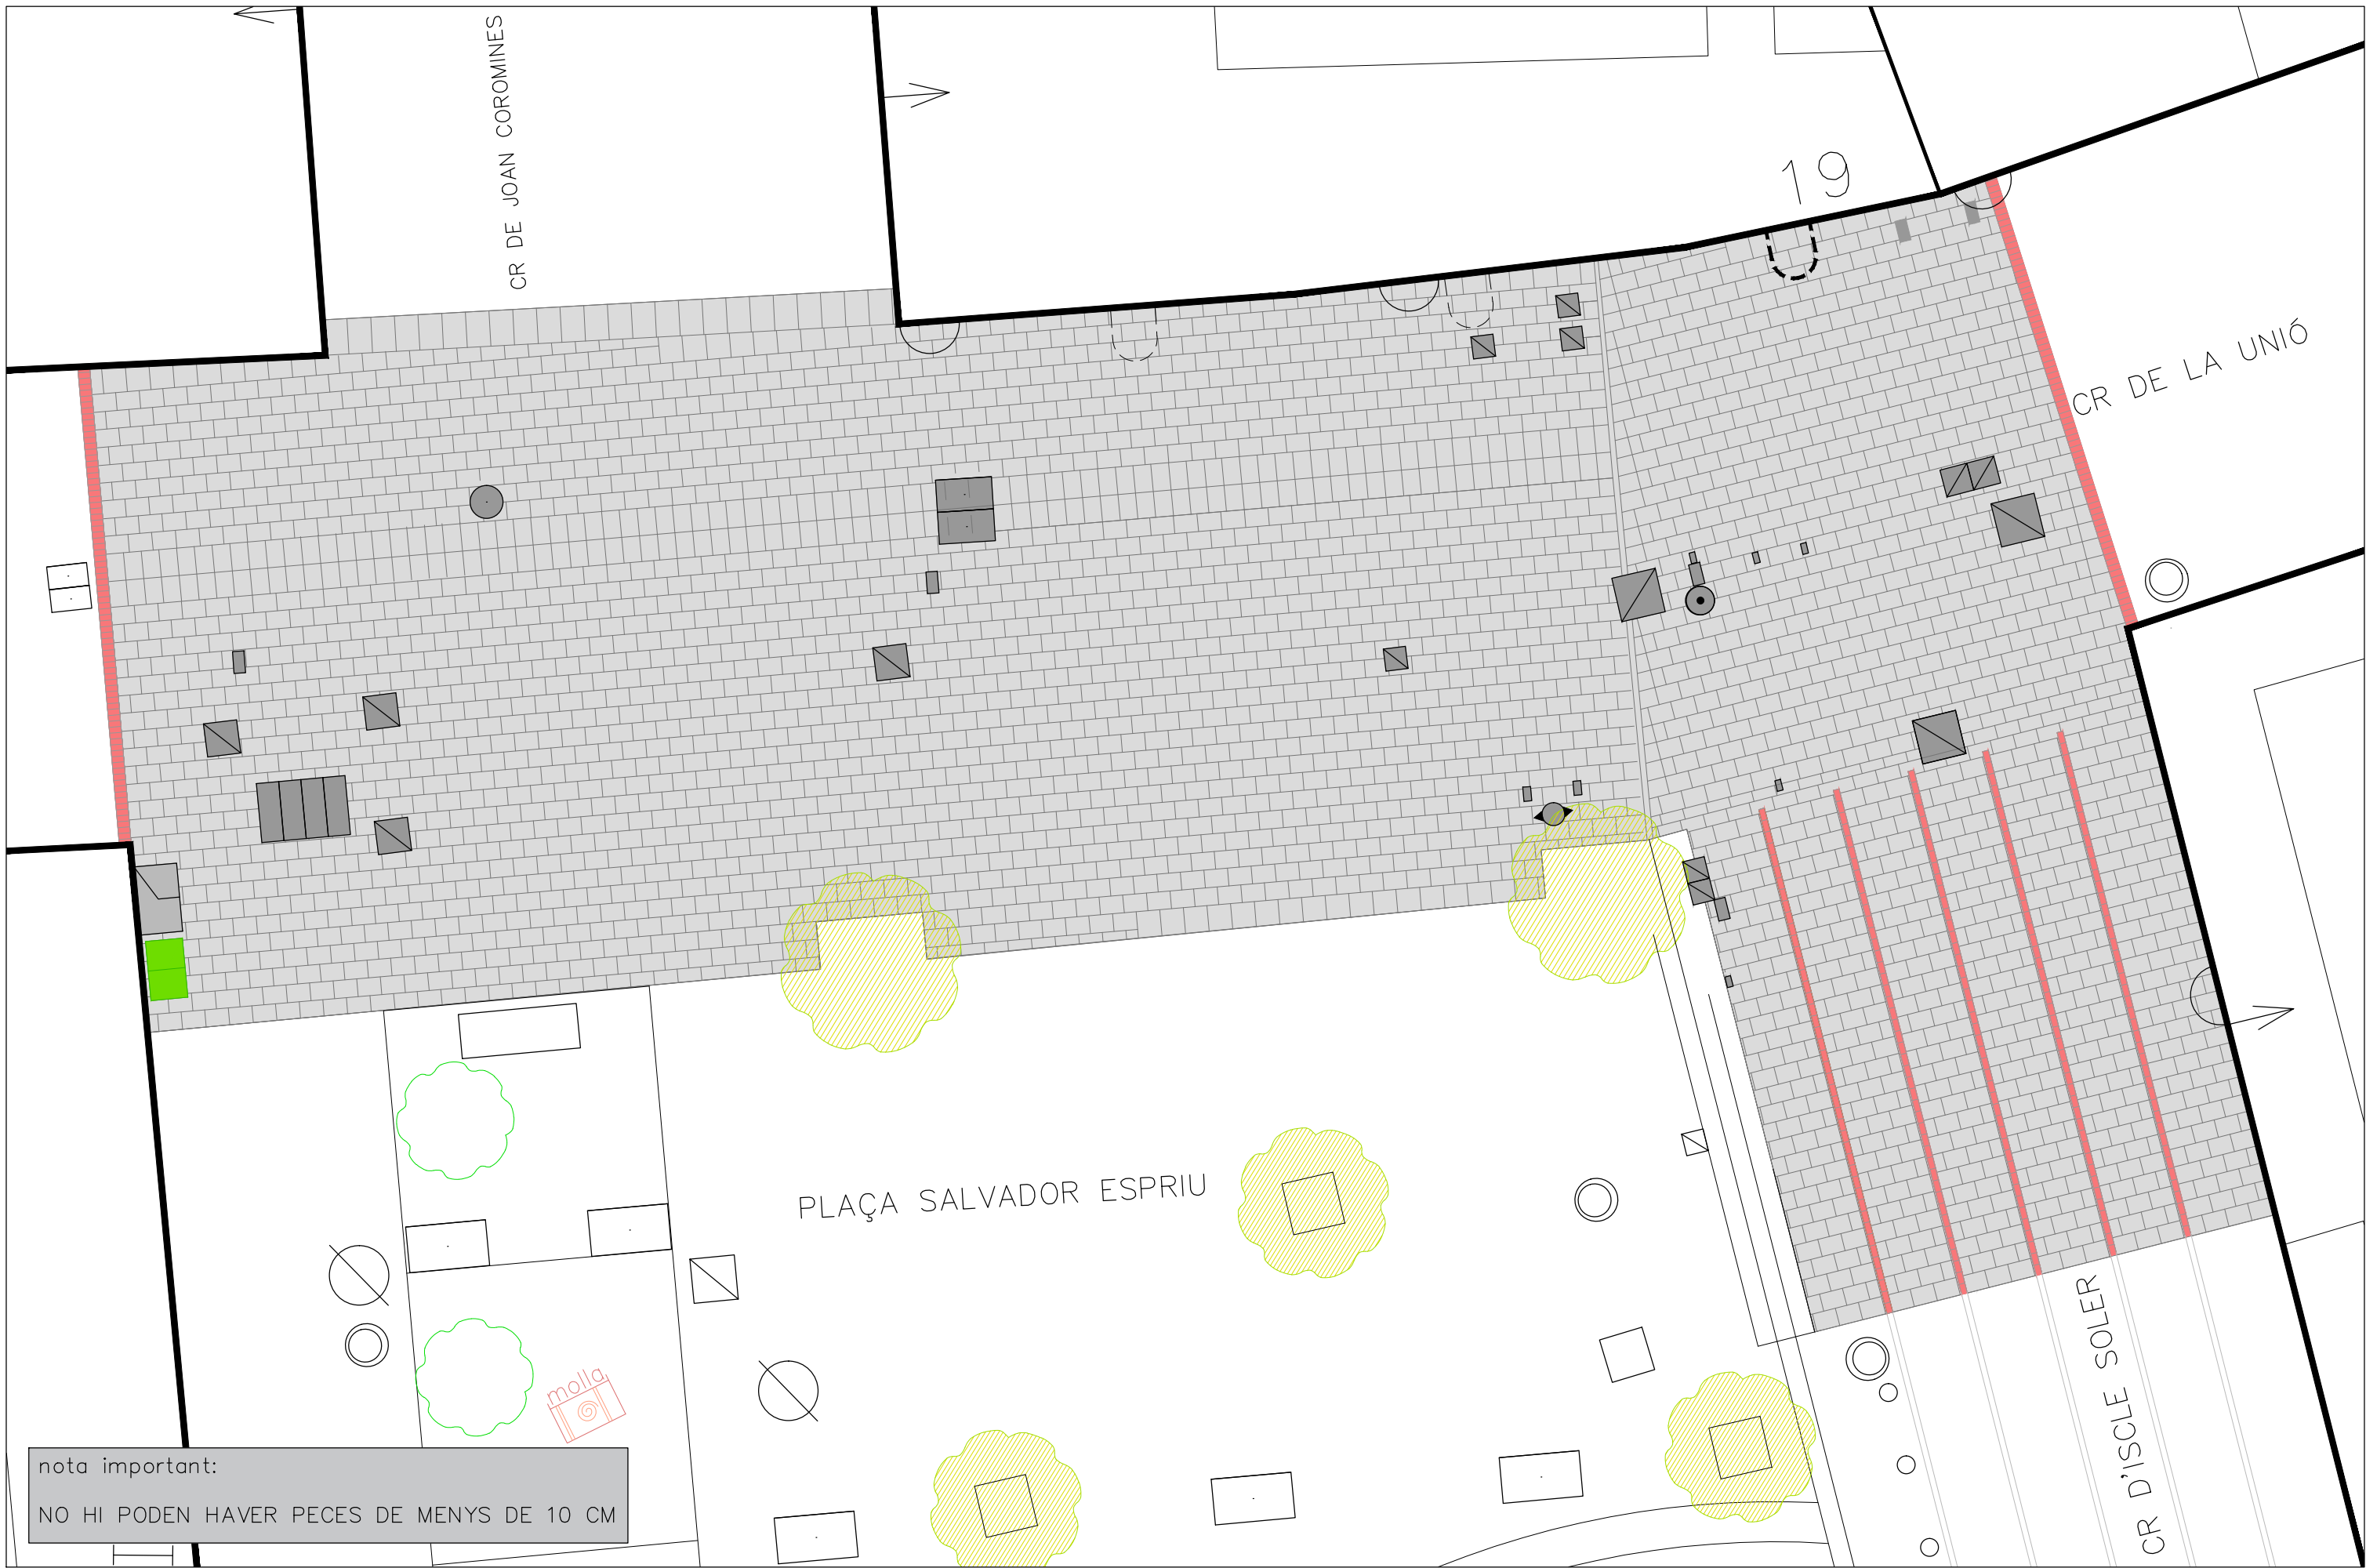 CR DE JOAN COROMINES
19
CR DE LA UNIÓ
PLAÇA SALVADOR ESPRIU
CR D'ISCLE SOLER
molla
nota important:
NO HI PODEN HAVER PECES DE MENYS DE 10 CM